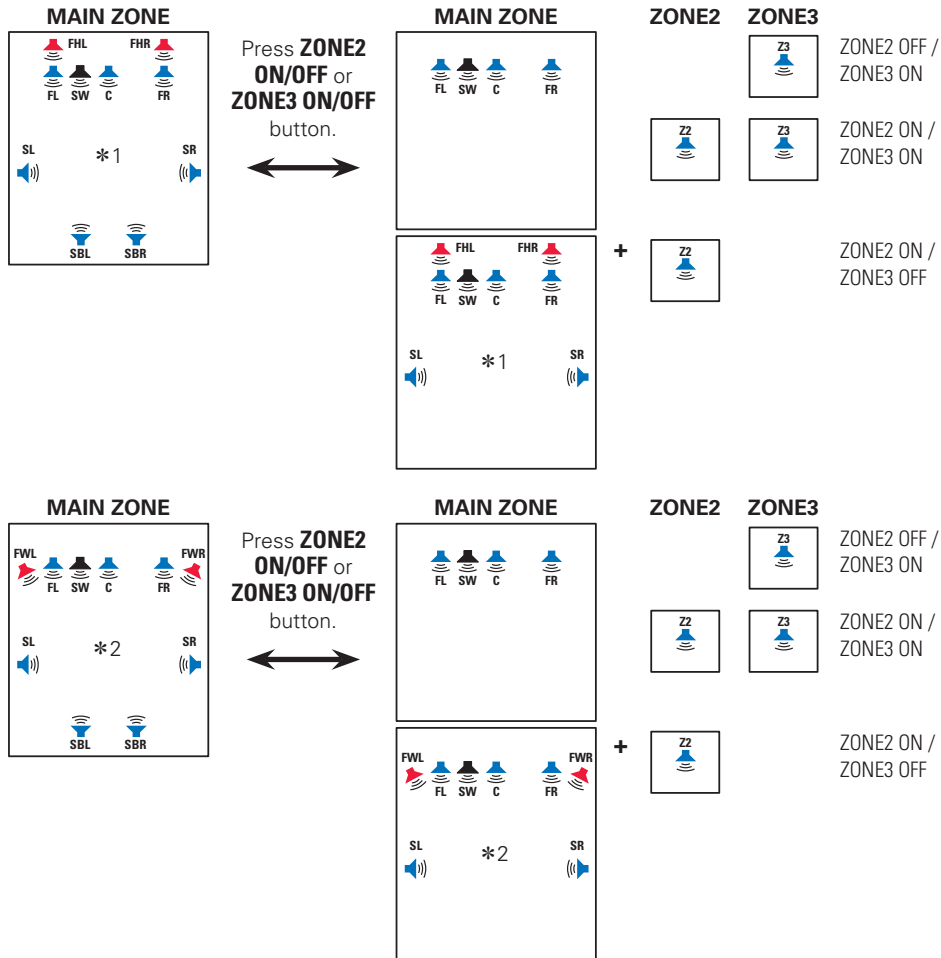 MAIN ZONE
FHL FHR
FL SW C FR
SL ∗1 SR
SBL SBR
Press ZONE2
ON/OFF or
ZONE3 ON/OFF
button.
MAIN ZONE
FL SW C FR
ZONE2 ZONE3
Z3
ZONE2 OFF /
ZONE3 ON
Z2 Z3
ZONE2 ON /
ZONE3 ON
FHL FHR
FL SW C FR
SL ∗1 SR
+
Z2
ZONE2 ON /
ZONE3 OFF
MAIN ZONE
FWL FWR
FL SW C FR
SL ∗2 SR
SBL SBR
Press ZONE2
ON/OFF or
ZONE3 ON/OFF
button.
MAIN ZONE
FL SW C FR
ZONE2 ZONE3
Z3
ZONE2 OFF /
ZONE3 ON
Z2 Z3
ZONE2 ON /
ZONE3 ON
FWL FWR
FL SW C FR
SL ∗2 SR
+
Z2
ZONE2 ON /
ZONE3 OFF